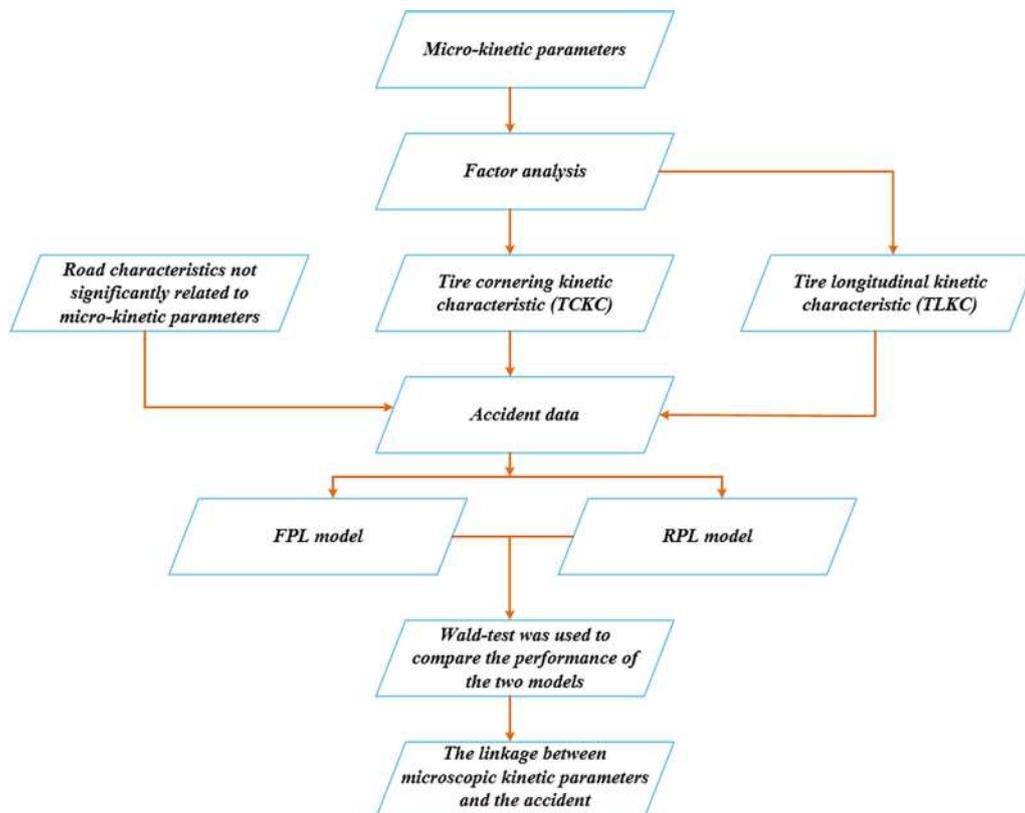 Micro-kinetic parameters
Factor analysis
Road characteristics not
significantly related to
micro-kinetic parameters
Tire cornering kinetic
characteristic (TCKC)
Tire longitudinal kinetic
characteristic (TLKC)
Accident data
FPL model
RPL model
Wald-test was used to
compare the performance of
the two models
The linkage between
microscopic kinetic parameters
and the accident